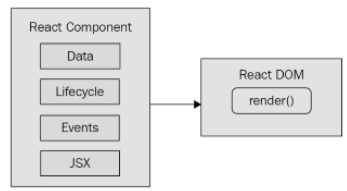 React Component
Data
Lifecycle
Events
JSX
React DOM
render()